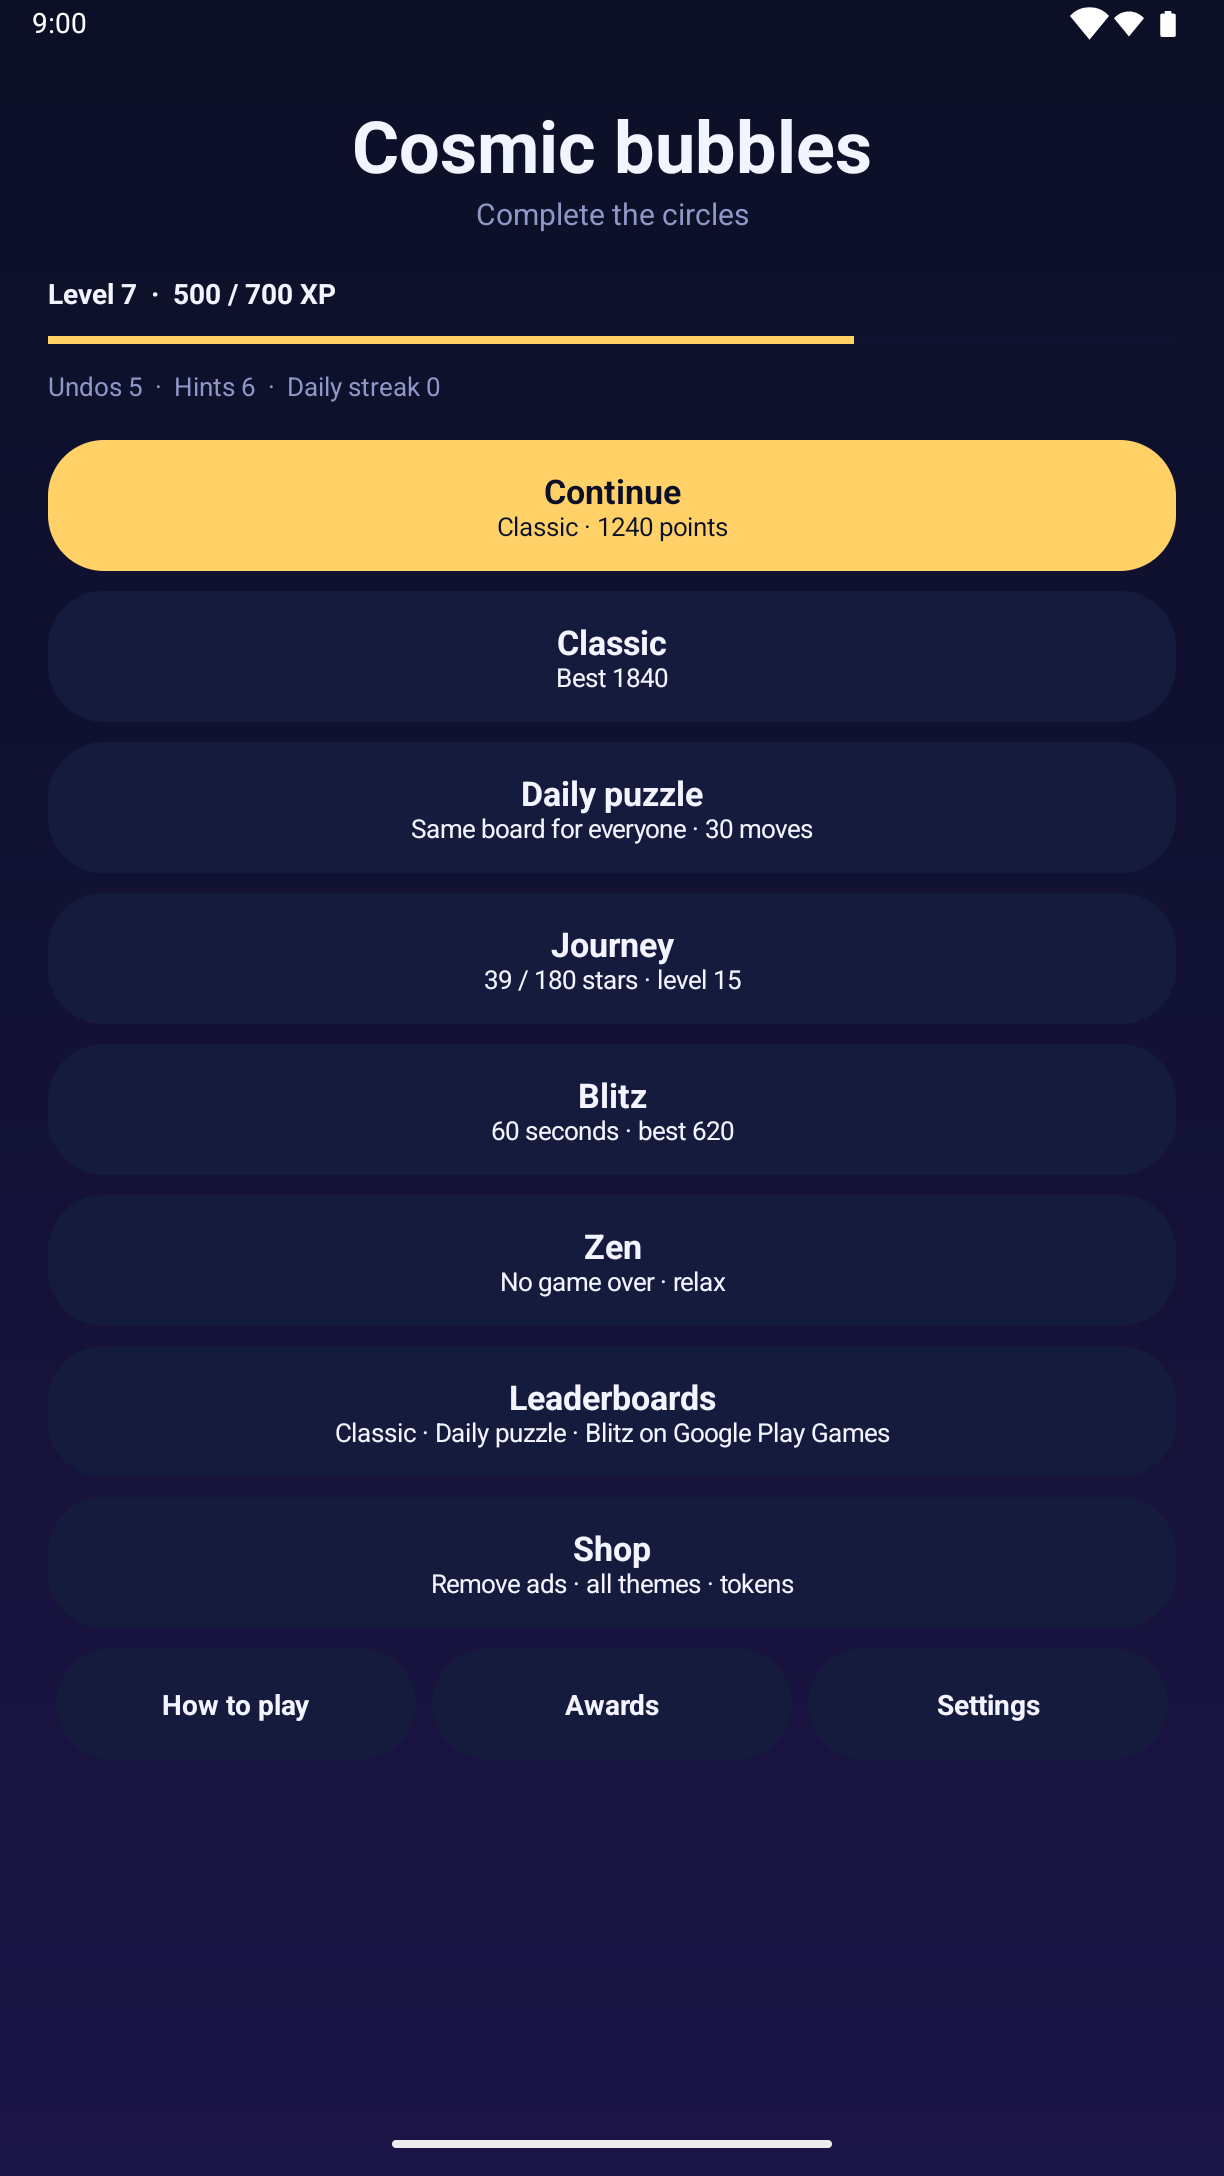 9:00
Cosmic bubbles
Complete the circles
Level 7 · 500 / 700 XP
Undos 5 · Hints 6 · Daily streak 0
Continue
Classic · 1240 points
Classic
Best 1840
Daily puzzle
Same board for everyone · 30 moves
Journey
39 / 180 stars · level 15
Blitz
60 seconds · best 620
Zen
No game over · relax
Leaderboards
Classic · Daily puzzle · Blitz on Google Play Games
Shop
Remove ads · all themes · tokens
How to play
Awards
Settings